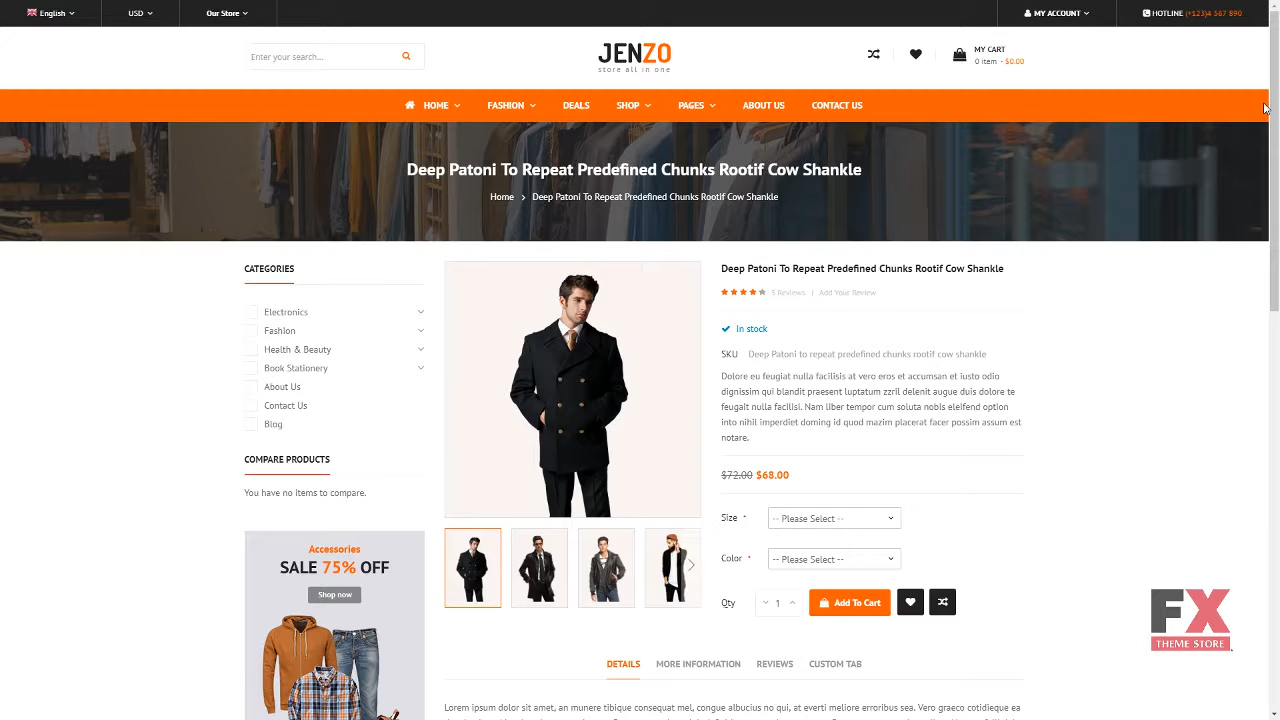 English
USD
Our Store
MY ACCOUNT
HOTLINE (+123)4 567 890
Enter your search...
JENZO
store all in one
MY CART
0 item - $0.00
HOME
FASHION
DEALS
SHOP
PAGES
ABOUT US
CONTACT US
Deep Patoni To Repeat Predefined Chunks Rootif Cow Shankle
Home > Deep Patoni To Repeat Predefined Chunks Rootif Cow Shankle
CATEGORIES
Electronics
Fashion
Health & Beauty
Book Stationery
About Us
Contact Us
Blog
COMPARE PRODUCTS
You have no items to compare.
Accessories
SALE 75% OFF
Shop now
Deep Patoni To Repeat Predefined Chunks Rootif Cow Shankle
3 Reviews | Add Your Review
In stock
SKU Deep Patoni to repeat predefined chunks rootif cow shankle
Dolore eu feugiat nulla facilisis at vero eros et accumsan et iusto odio
dignissim qui blandit praesent luptatum zzril delenit augue duis dolore te
feugait nulla facilisi. Nam liber tempor cum soluta nobis eleifend option
into nihil imperdiet doming id quod mazim placerat facer possim assum est
notare.
$72.00 $68.00
Size * -- Please Select --
Color * -- Please Select --
Qty 1 Add To Cart
FX
THEME STORE
DETAILS
MORE INFORMATION
REVIEWS
CUSTOM TAB
Lorem ipsum dolor sit amet, an munere tibique consequat mel, congue albucius no qui, at everti meliore erroribus sea. Vero graeco cotidieque ea